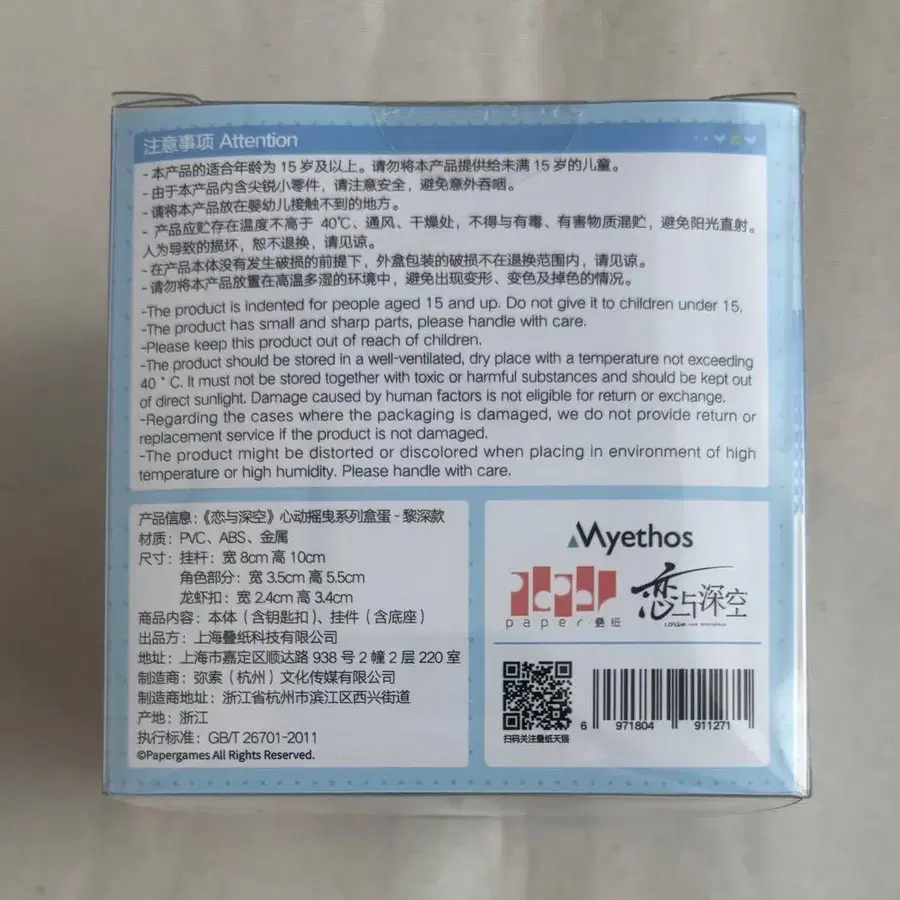 注意事项 Attention
- 本产品的适合年龄为 15 岁及以上。请勿将本产品提供给未满 15 岁的儿童。
- 由于本产品内含尖锐小零件，请注意安全，避免意外吞咽。
- 请将本产品放在婴幼儿接触不到的地方。
- 产品应贮存在温度不高于 40℃、通风、干燥处，不得与有毒、有害物质混贮，避免阳光直射。
人为导致的损坏，恕不退换，请见谅。
- 在产品本体没有发生破损的前提下，外盒包装的破损不在退换范围内，请见谅。
- 请勿将本产品放置在高温多湿的环境中，避免出现变形、变色及掉色的情况。
-The product is indented for people aged 15 and up. Do not give it to children under 15.
-The product has small and sharp parts, please handle with care.
-Please keep this product out of reach of children.
-The product should be stored in a well-ventilated, dry place with a temperature not exceeding
40 ° C. It must not be stored together with toxic or harmful substances and should be kept out
of direct sunlight. Damage caused by human factors is not eligible for return or exchange.
-Regarding the cases where the packaging is damaged, we do not provide return or
replacement service if the product is not damaged.
-The product might be distorted or discolored when placing in environment of high
temperature or high humidity. Please handle with care.
产品信息：《恋与深空》心动摇曳系列盒蛋 - 黎深款
材质：PVC、ABS、金属
尺寸：挂杆：宽 8cm 高 10cm
角色部分：宽 3.5cm 高 5.5cm
龙虾扣：宽 2.4cm 高 3.4cm
商品内容：本体（含钥匙扣）、挂件（含底座）
出品方：上海叠纸科技有限公司
地址：上海市嘉定区顺达路 938 号 2 幢 2 层 220 室
制造商：弥索（杭州）文化传媒有限公司
制造商地址：浙江省杭州市滨江区西兴街道
产地：浙江
执行标准：GB/T 26701-2011
©Papergames All Rights Reserved.
Myethos
paper 叠纸
恋与深空
LOVE AND DEEPSPACE
扫码关注叠纸天猫
6 971804 911271